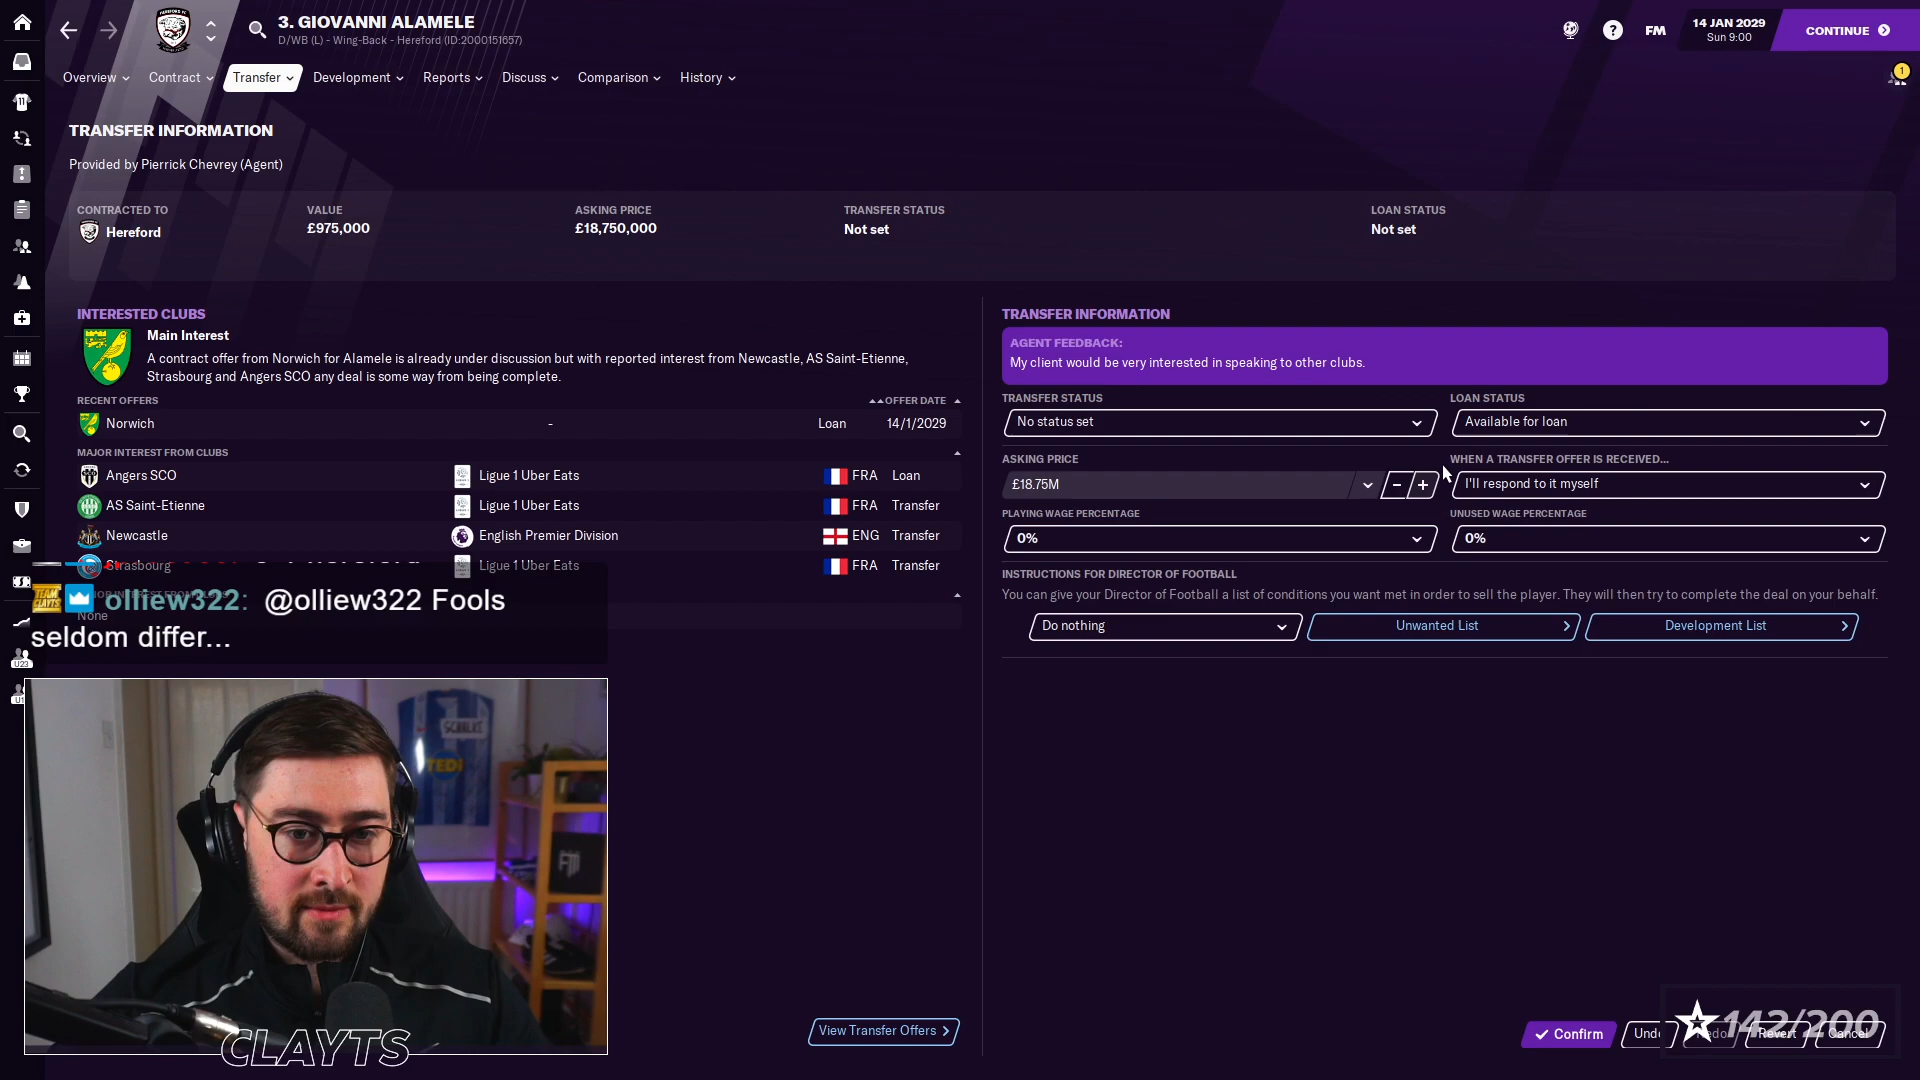 3. GIOVANNI ALAMELE
D/WB (L) - Wing-Back - Hereford (ID:2000151657)
FM
14 JAN 2029
Sun 9:00
CONTINUE
Overview
Contract
Transfer
Development
Reports
Discuss
Comparison
History
1
TRANSFER INFORMATION
Provided by Pierrick Chevrey (Agent)
CONTRACTED TO
Hereford
VALUE
£975,000
ASKING PRICE
£18,750,000
TRANSFER STATUS
Not set
LOAN STATUS
Not set
INTERESTED CLUBS
Main Interest
A contract offer from Norwich for Alamele is already under discussion but with reported interest from Newcastle, AS Saint-Etienne,
Strasbourg and Angers SCO any deal is some way from being complete.
RECENT OFFERS
OFFER DATE
Norwich - Loan 14/1/2029
MAJOR INTEREST FROM CLUBS
Angers SCO Ligue 1 Uber Eats FRA Loan
AS Saint-Etienne Ligue 1 Uber Eats FRA Transfer
Newcastle English Premier Division ENG Transfer
Strasbourg Ligue 1 Uber Eats FRA Transfer
None
olliew322: @olliew322 Fools
seldom differ...
U23
TEAM
CLAYTS
SCHALKE
TEDI
CLAYTS
View Transfer Offers
TRANSFER INFORMATION
AGENT FEEDBACK:
My client would be very interested in speaking to other clubs.
TRANSFER STATUS
No status set
LOAN STATUS
Available for loan
ASKING PRICE
£18.75M
WHEN A TRANSFER OFFER IS RECEIVED...
I'll respond to it myself
PLAYING WAGE PERCENTAGE
0%
UNUSED WAGE PERCENTAGE
0%
INSTRUCTIONS FOR DIRECTOR OF FOOTBALL
You can give your Director of Football a list of conditions you want met in order to sell the player. They will then try to complete the deal on your behalf.
Do nothing
Unwanted List
Development List
142/200
Confirm
Revert
Cancel